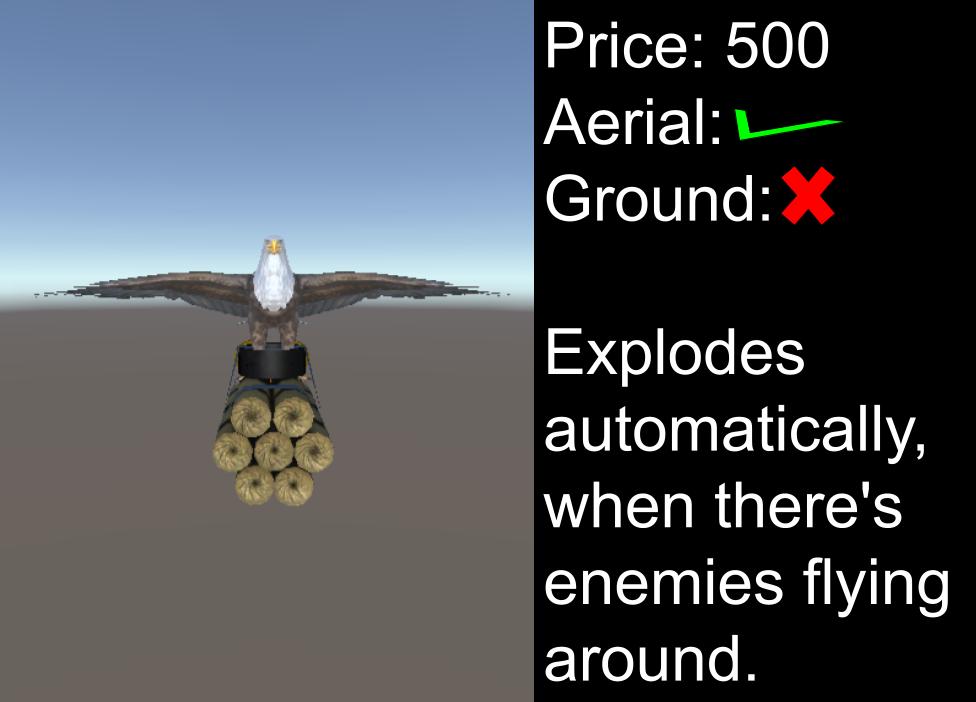 Price: 500
Aerial:
Ground:
Explodes
automatically,
when there's
enemies flying
around.